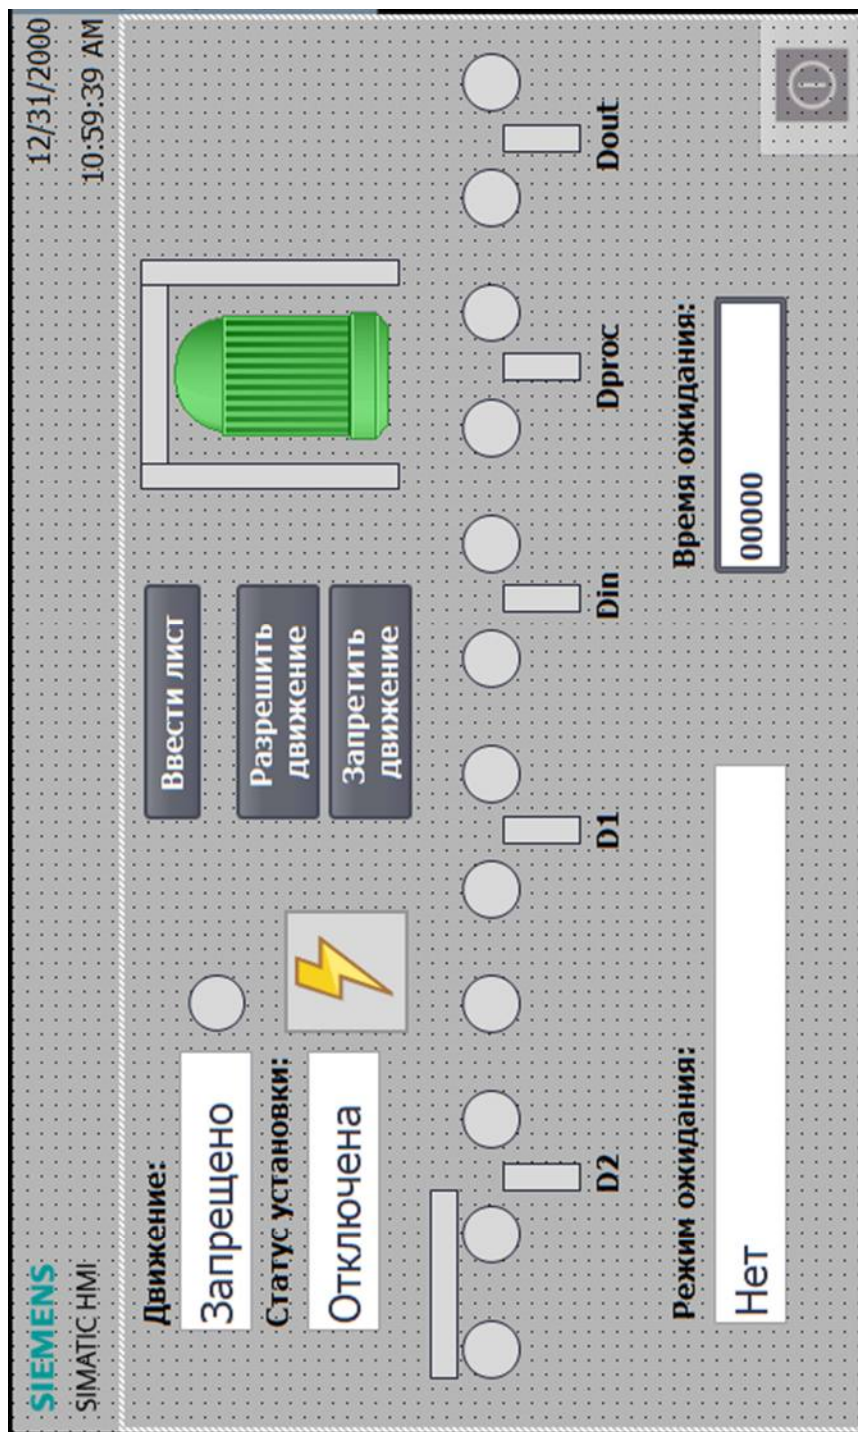 SIEMENS
SIMATIC HMI
12/31/2000
10:59:39 AM
Движение:
Запрещено
Статус установки:
Отключена
Ввести лист
Разрешить
движение
Запретить
движение
D2
D1
Din
Dproc
Dout
Режим ожидания:
Нет
Время ожидания:
00000